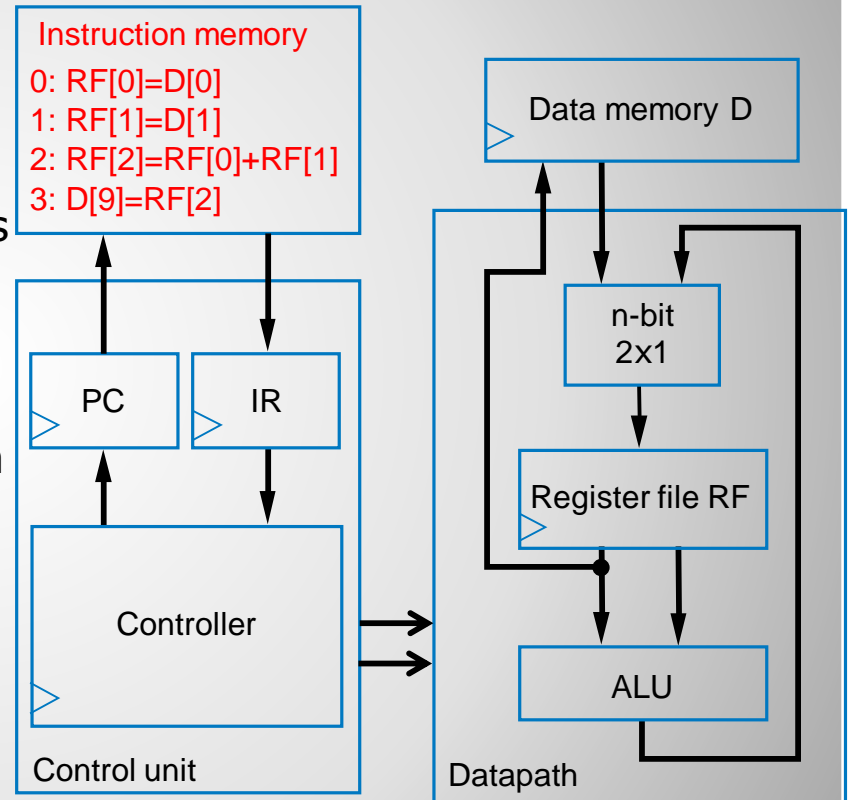 Instruction memory
0: RF[0]=D[0]
1: RF[1]=D[1]
2: RF[2]=RF[0]+RF[1]
3: D[9]=RF[2]
Data memory D
n-bit
2x1
PC
IR
Register file RF
Controller
ALU
Control unit
Datapath